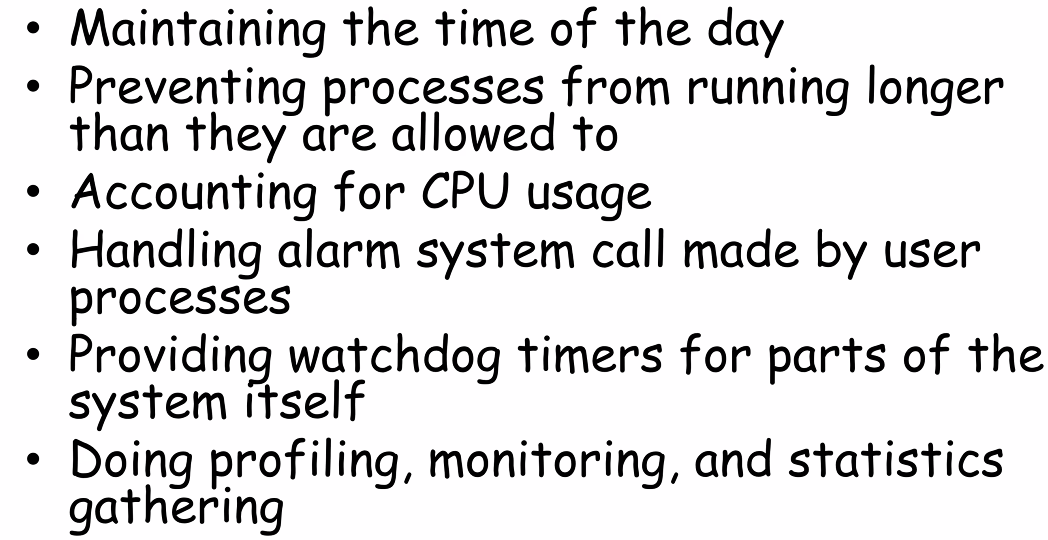 • Maintaining the time of the day
• Preventing processes from running longer
than they are allowed to
• Accounting for CPU usage
• Handling alarm system call made by user
processes
• Providing watchdog timers for parts of the
system itself
• Doing profiling, monitoring, and statistics
gathering